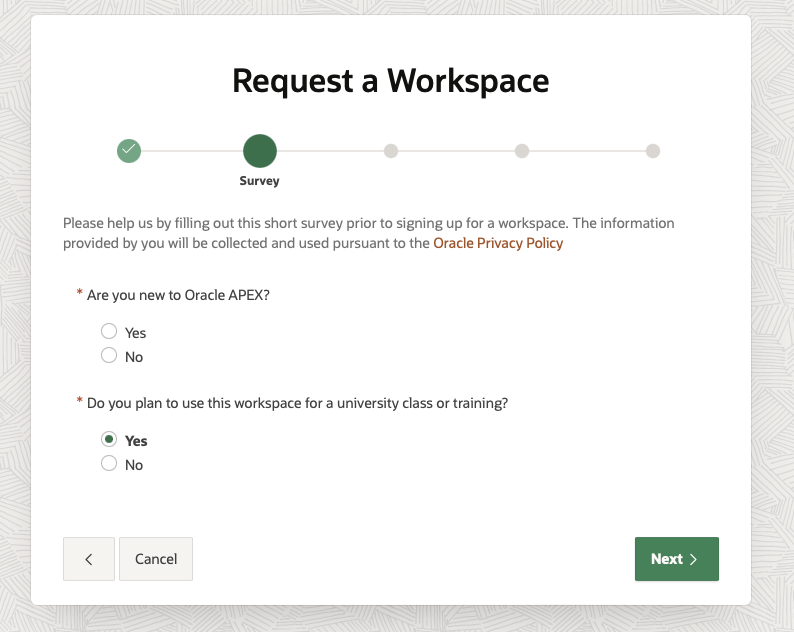 Request a Workspace
Survey
Please help us by filling out this short survey prior to signing up for a workspace. The information
provided by you will be collected and used pursuant to the Oracle Privacy Policy
* Are you new to Oracle APEX?
Yes
No
* Do you plan to use this workspace for a university class or training?
Yes
No
Cancel
Next